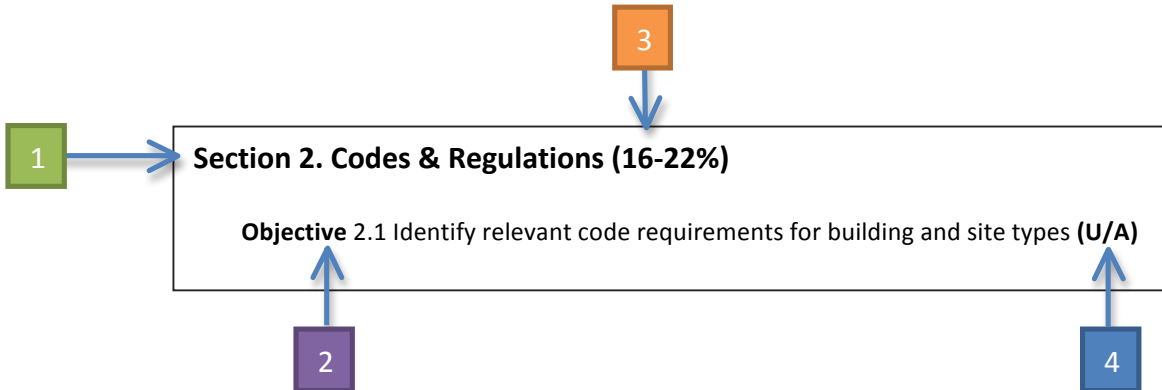 3
1
Section 2. Codes & Regulations (16-22%)
Objective 2.1 Identify relevant code requirements for building and site types (U/A)
2
4